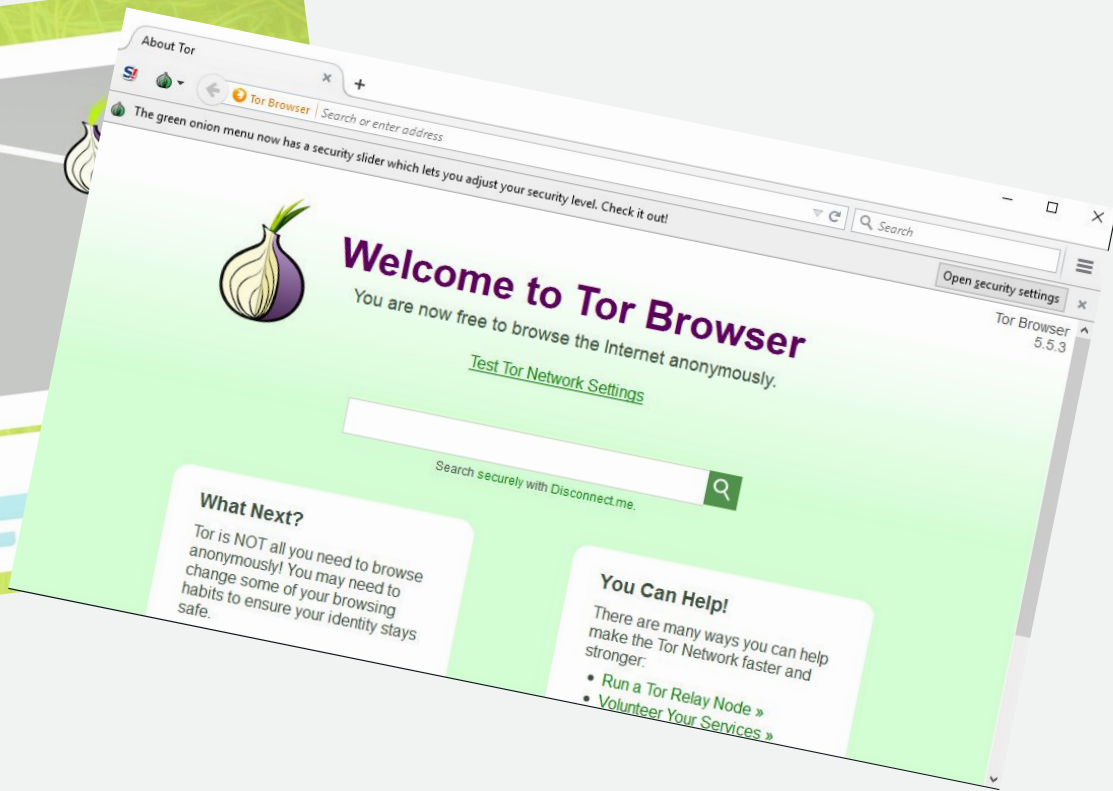 About Tor
S!
Tor Browser Search or enter address
Search
The green onion menu now has a security slider which lets you adjust your security level. Check it out!
Open security settings
Tor Browser
5.5.3
Welcome to Tor Browser
You are now free to browse the Internet anonymously.
Test Tor Network Settings
Search securely with Disconnect.me.
What Next?
Tor is NOT all you need to browse
anonymously! You may need to
change some of your browsing
habits to ensure your identity stays
safe.
You Can Help!
There are many ways you can help
make the Tor Network faster and
stronger:
• Run a Tor Relay Node »
• Volunteer Your Services »